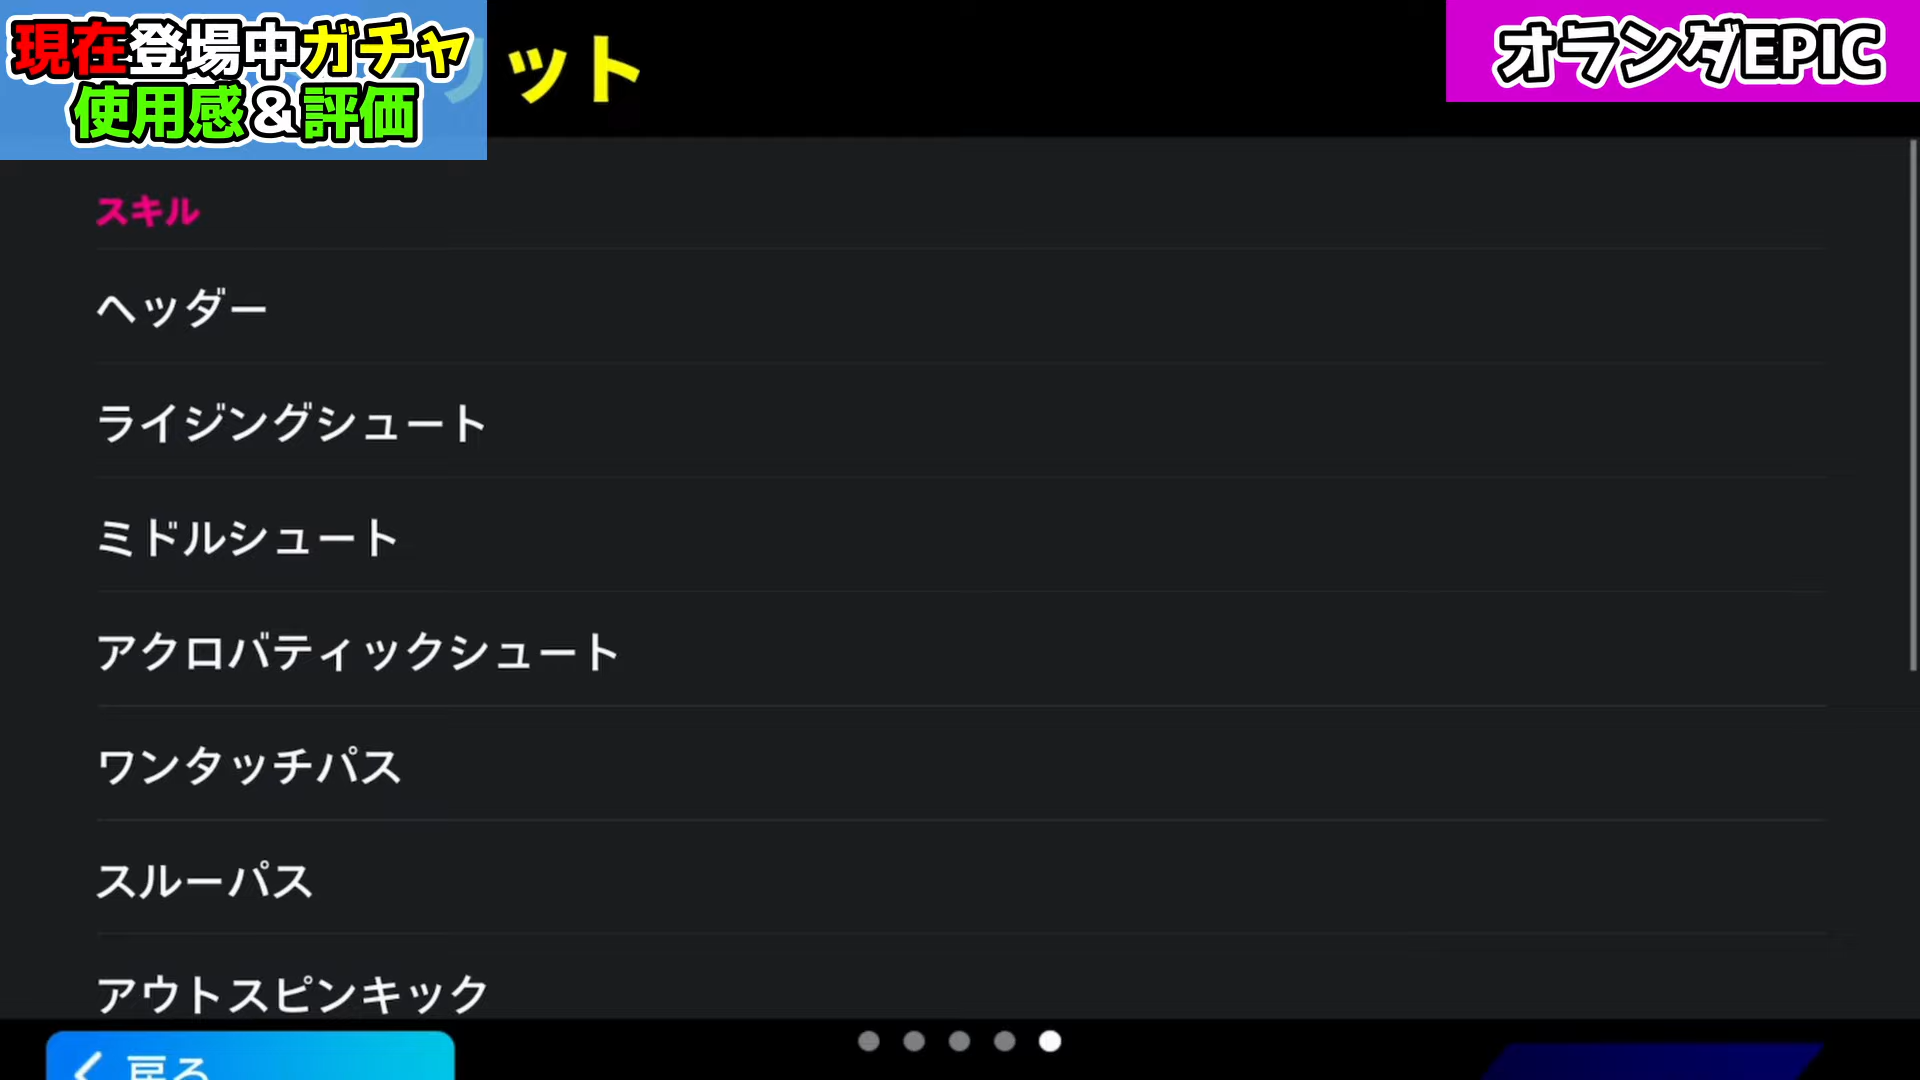 現在登場中ガチャ
使用感＆評価
リット
オランダEPIC
スキル
ヘッダー
ライジングシュート
ミドルシュート
アクロバティックシュート
ワンタッチパス
スルーパス
アウトスピンキック
戻る